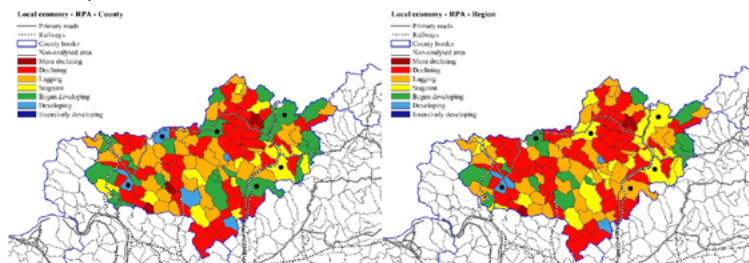 Local economy - RPA - County
Primary roads
Railways
County border
Non-analysed area
More declining
Declining
Lagging
Stagnant
Begun developing
Developing
Intensively developing
Local economy - RPA - Region
Primary roads
Railways
County border
Non-analysed area
More declining
Declining
Lagging
Stagnant
Begun developing
Developing
Intensively developing